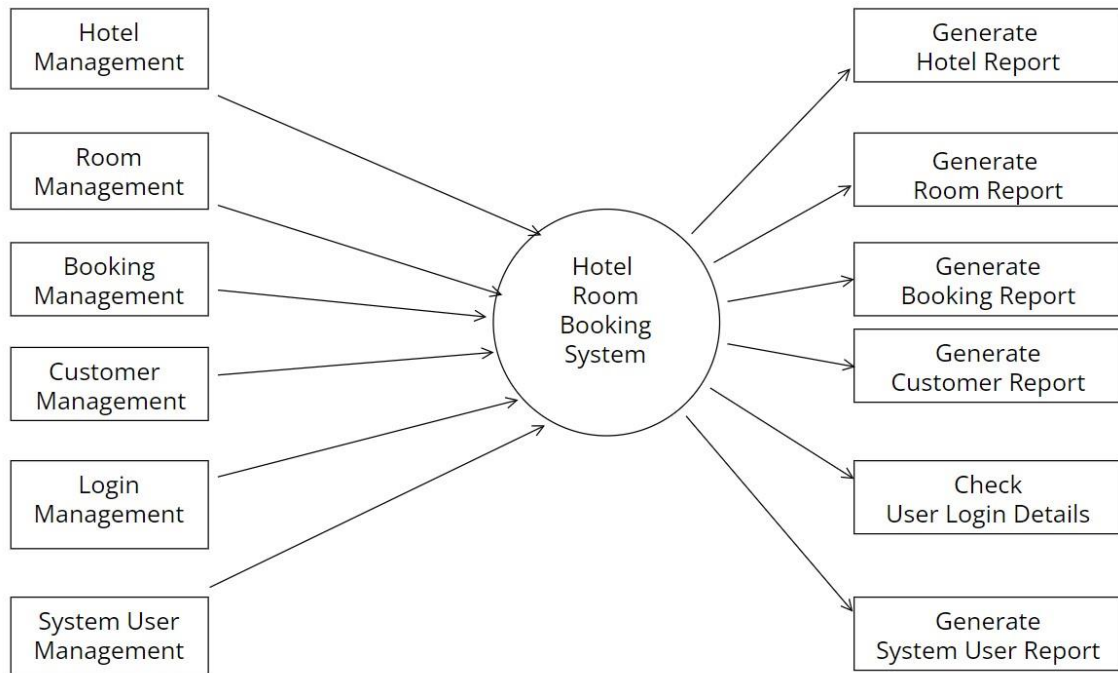 Hotel
Management
Room
Management
Booking
Management
Customer
Management
Login
Management
System User
Management
Hotel
Room
Booking
System
Generate
Hotel Report
Generate
Room Report
Generate
Booking Report
Generate
Customer Report
Check
User Login Details
Generate
System User Report